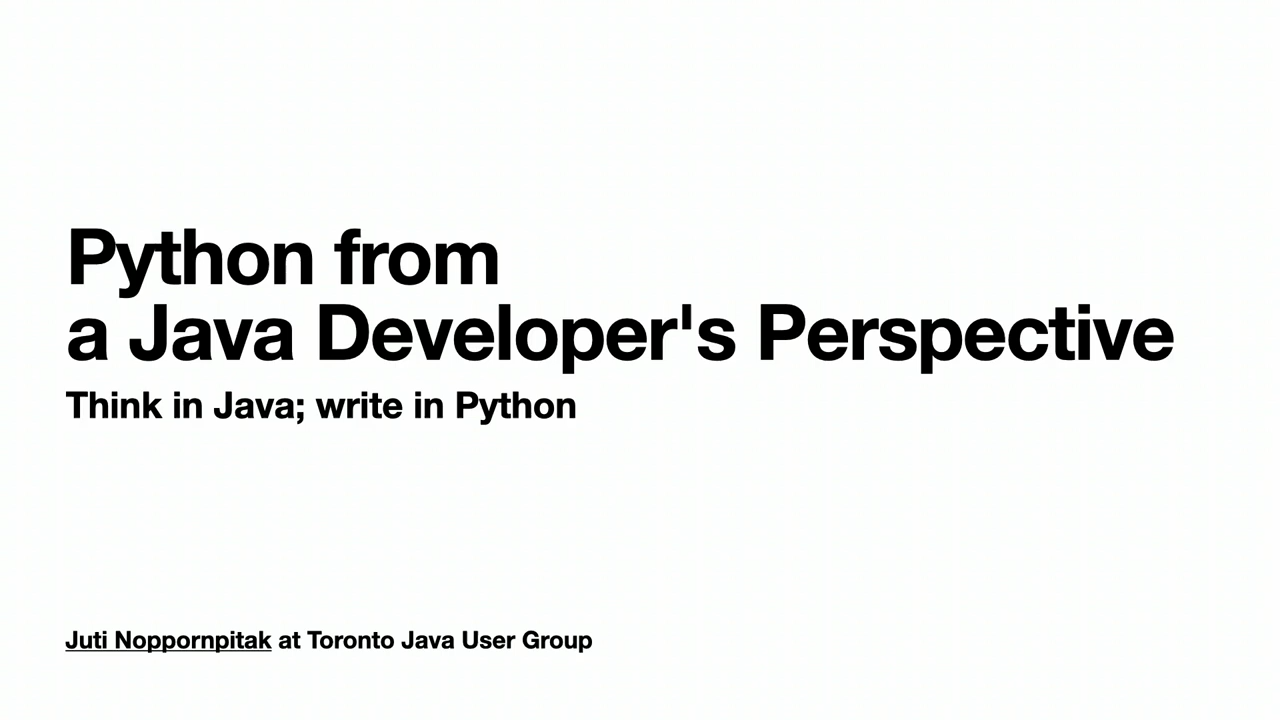 Python from
a Java Developer's Perspective
Think in Java; write in Python
Juti Noppornpitak at Toronto Java User Group